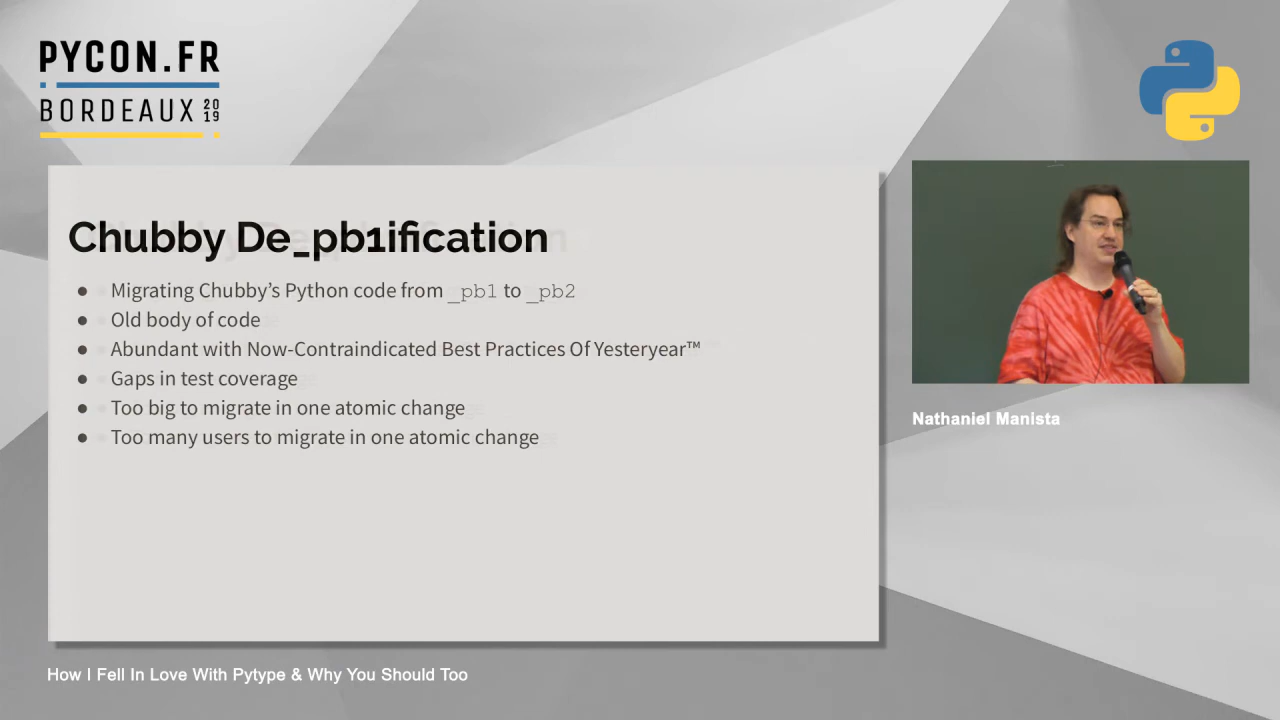 PYCON.FR
BORDEAUX 2019
Chubby De_pb1ification
● Migrating Chubby's Python code from _pb1 to _pb2
● Old body of code
● Abundant with Now-Contraindicated Best Practices Of Yesteryear™
● Gaps in test coverage
● Too big to migrate in one atomic change
● Too many users to migrate in one atomic change
Nathaniel Manista
How I Fell In Love With Pytype & Why You Should Too